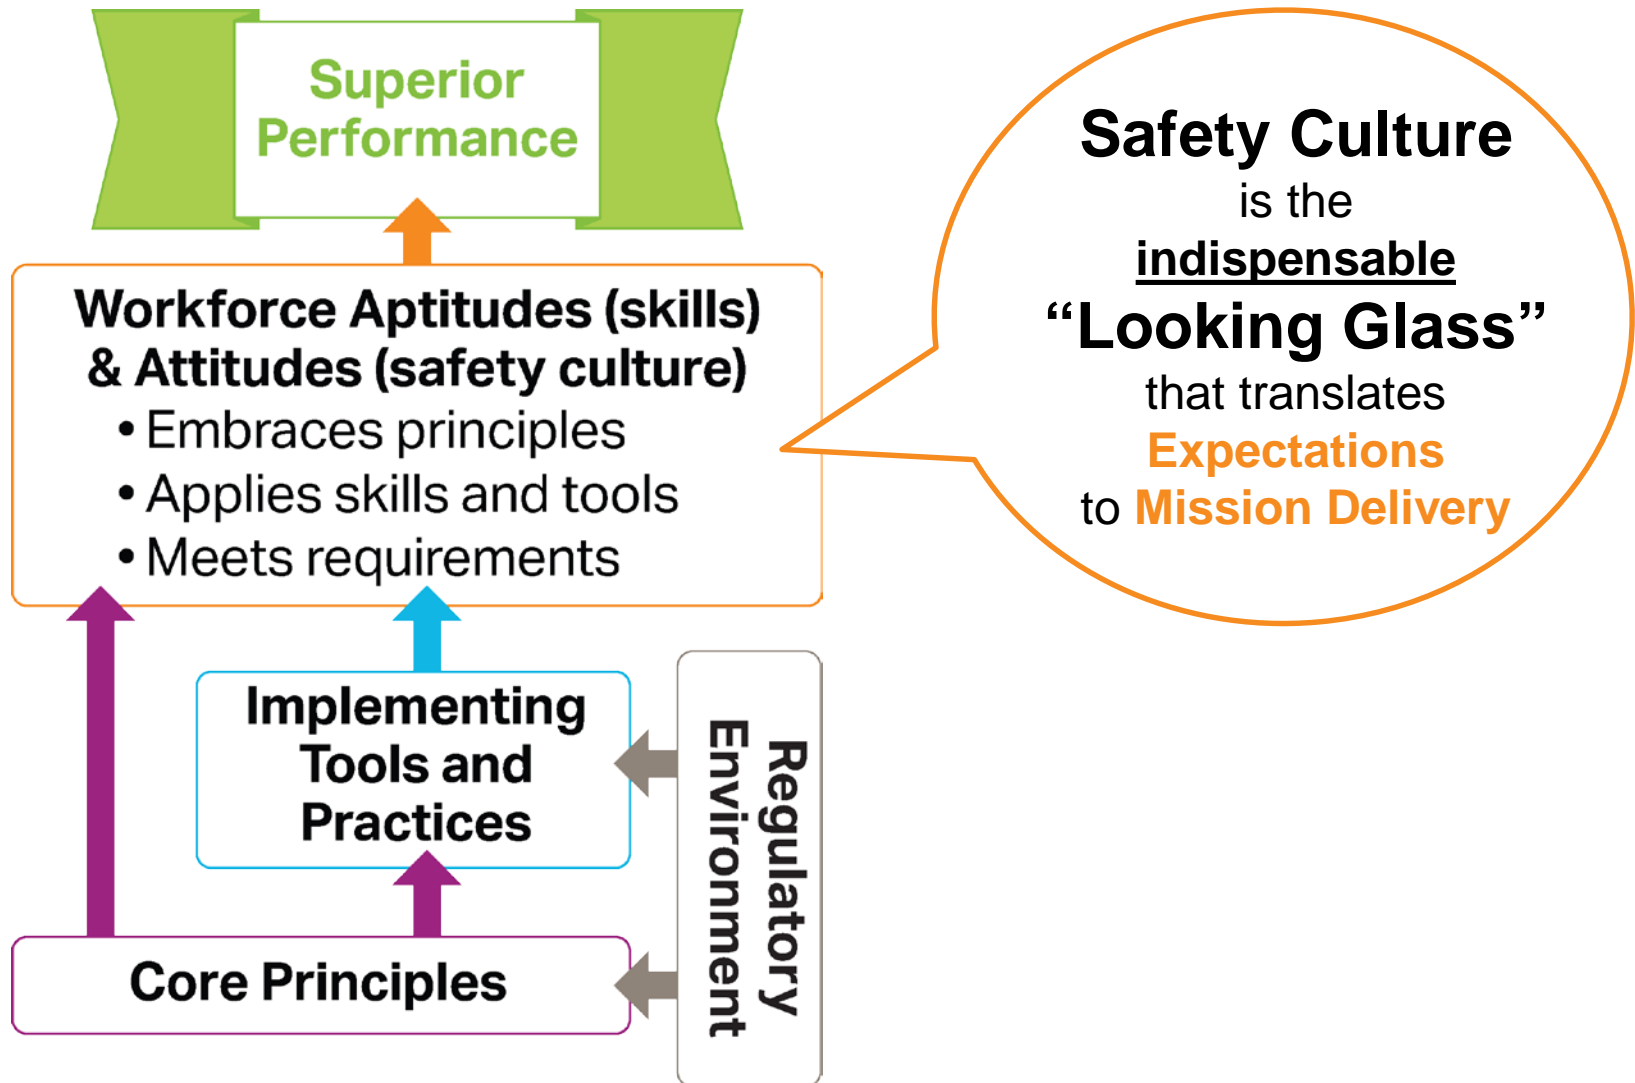 Superior
Performance
Workforce Aptitudes (skills)
& Attitudes (safety culture)
• Embraces principles
• Applies skills and tools
• Meets requirements
Implementing
Tools and
Practices
Regulatory
Environment
Core Principles
Safety Culture
is the
indispensable
“Looking Glass”
that translates
Expectations
to Mission Delivery